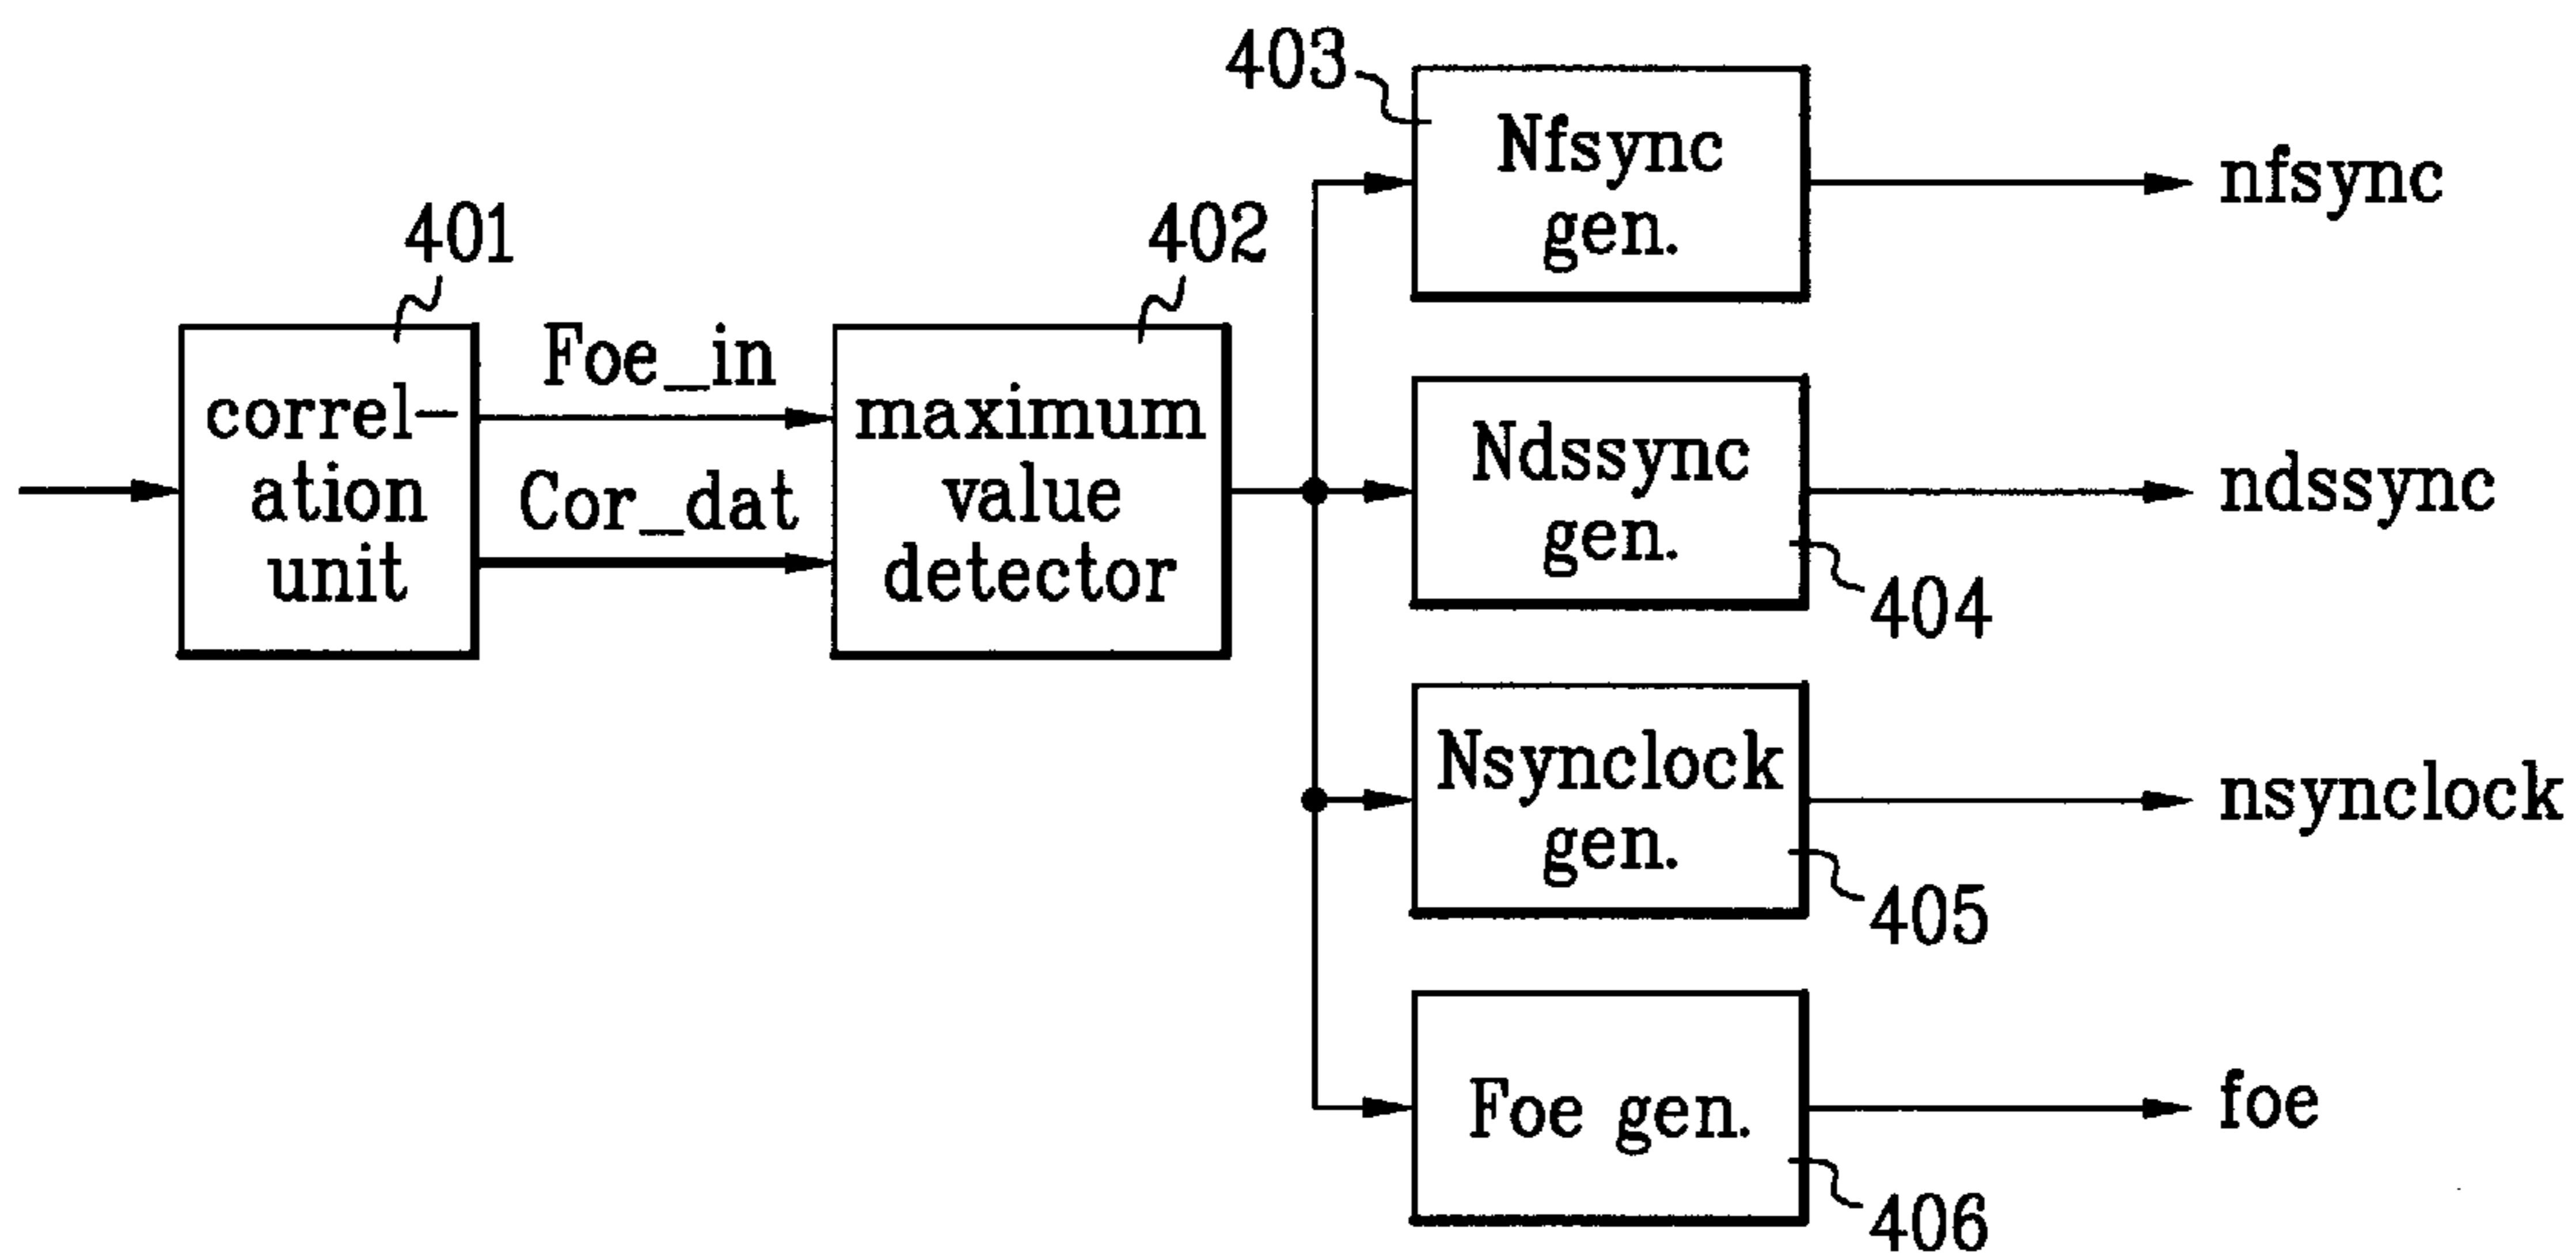 403
Nfsync
gen.
nfsync
401
402
Foe_in
correl-
ation
unit
Cor_dat
maximum
value
detector
Ndssync
gen.
ndssync
404
Nsynclock
gen.
nsynclock
405
Foe gen.
foe
406